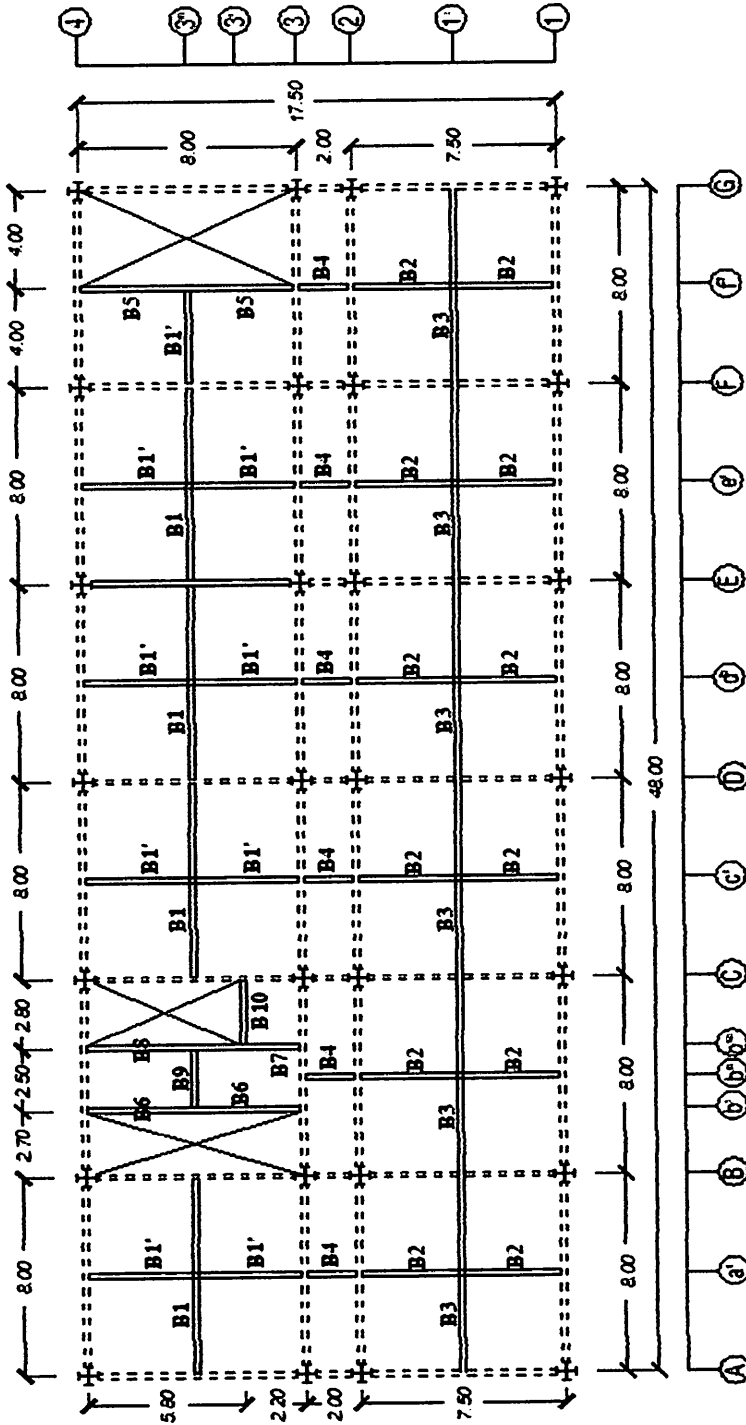 4
3"
3'
3
2
1'
1
17.50
8.00
2.00
7.50
4.00
4.00
8.00
8.00
8.00
2.80
2.50
2.70
8.00
B5
B5
B4
B2
B2
B1'
B3
B1'
B1'
B4
B2
B2
B1
B3
B1'
B1'
B4
B2
B2
B1
B3
B1'
B1'
B4
B2
B2
B1
B3
B10
B8
B7
B9
B6
B6
B4
B2
B2
B3
B1'
B1'
B4
B2
B2
B1
B3
5.80
2.20
2.00
7.50
8.00
8.00
8.00
8.00
8.00
8.00
48.00
G
f'
F
e'
E
D
c'
C
b"
b'
B
a'
A